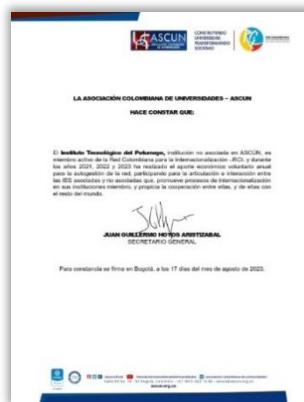 ASCUN
CONSTRUYENDO
UNIVERSIDAD
TRANSFORMANDO
SOCIEDAD
LA ASOCIACIÓN COLOMBIANA DE UNIVERSIDADES – ASCUN
HACE CONSTAR QUE:
El Instituto Tecnológico del Putumayo, institución no asociada en ASCÚN, es
miembro activo de la Red Colombiana para la Internacionalización -RCI- y durante
los años 2021, 2022 y 2023 ha realizado el aporte económico voluntario anual
para la autogestión de la red, participando para la articulación e interacción entre
las IES asociadas y no asociadas que, promueve procesos de internacionalización
en sus instituciones miembro, y propicia la cooperación entre ellas, y de ellas con
el resto del mundo.
JUAN GUILLERMO HOYOS ARISTIZABAL
SECRETARIO GENERAL
Para constancia se firma en Bogotá, a los 17 días del mes de agosto de 2023.